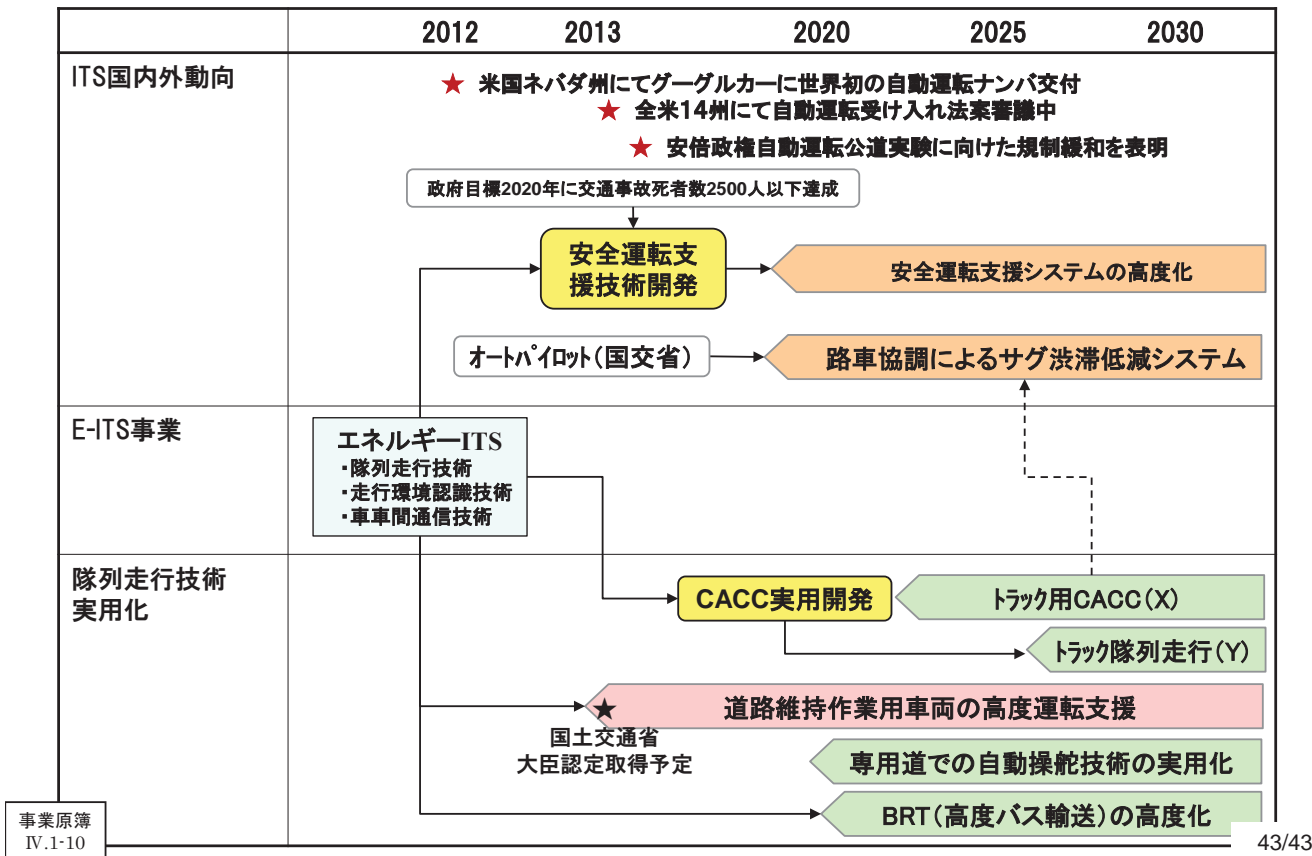 2012 2013 2020 2025 2030
ITS国内外動向
★ 米国ネバダ州にてグーグルカーに世界初の自動運転ナンバ交付
★ 全米14州にて自動運転受け入れ法案審議中
★ 安倍政権自動運転公道実験に向けた規制緩和を表明
政府目標2020年に交通事故死者数2500人以下達成
安全運転支
援技術開発
安全運転支援システムの高度化
オートパイロット(国交省)
路車協調によるサグ渋滞低減システム
E-ITS事業
エネルギーITS
・隊列走行技術
・走行環境認識技術
・車車間通信技術
隊列走行技術
実用化
CACC実用開発
トラック用CACC(X)
トラック隊列走行(Y)
★ 道路維持作業用車両の高度運転支援
国土交通省
大臣認定取得予定
専用道での自動操舵技術の実用化
BRT(高度バス輸送)の高度化
事業原簿
Ⅳ.1-10
43/43